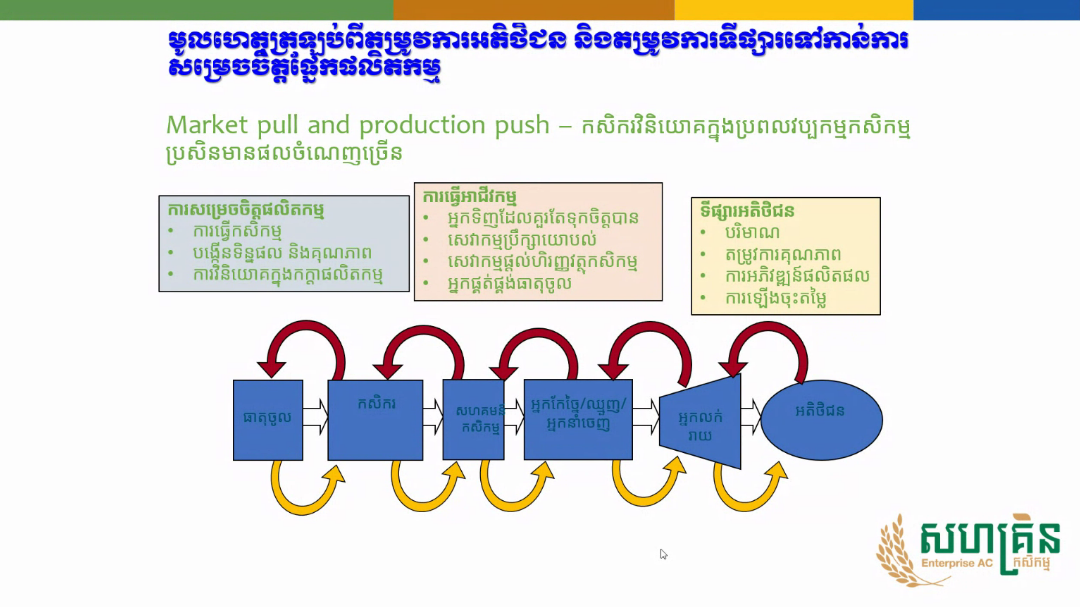 មូលហេតុត្រឡប់ពីតម្រូវការអតិថិជន និងតម្រូវការទីផ្សារទៅកាន់ការ
សម្រេចចិត្តផ្នែកផលិតកម្ម
Market pull and production push – កសិករវិនិយោគក្នុងប្រពលវប្បកម្មកសិកម្ម
ប្រសិនមានផលចំណេញច្រើន
ការសម្រេចចិត្តផលិតកម្ម
• ការធ្វើកសិកម្ម
• បង្កើនទិន្នផល និងគុណភាព
• ការវិនិយោគក្នុងកក្តាផលិតកម្ម
ការធ្វើអាជីវកម្ម
• អ្នកទិញដែលគួរតែទុកចិត្តបាន
• សេវាកម្មប្រឹក្សាយោបល់
• សេវាកម្មផ្តល់ហិរញ្ញវត្ថុកសិកម្ម
• អ្នកផ្គត់ផ្គង់ធាតុចូល
ទីផ្សារអតិថិជន
• បរិមាណ
• តម្រូវការគុណភាព
• ការអភិវឌ្ឍន៍ផលិតផល
• ការឡើងចុះតម្លៃ
ធាតុចូល
កសិករ
សហគមន៍
កសិកម្ម
អ្នកកែច្នៃ/ឈ្មួញ/
អ្នកនាំចេញ
អ្នកលក់
រាយ
អតិថិជន
សហគ្រិន
Enterprise AC កសិកម្ម